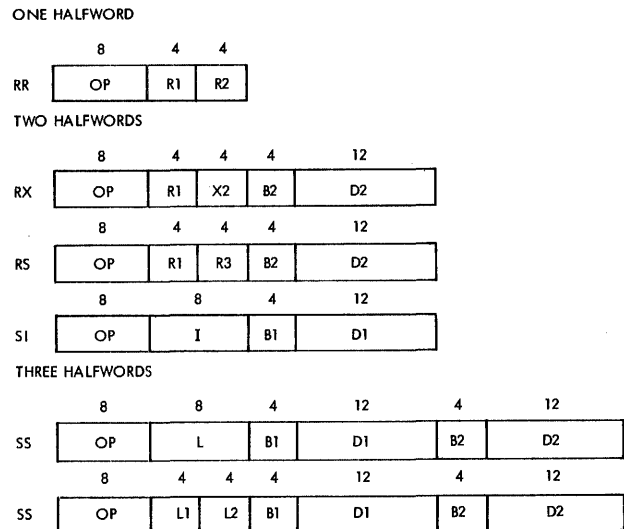 ONE HALFWORD
8 4 4
RR OP R1 R2
TWO HALFWORDS
8 4 4 4 12
RX OP R1 X2 B2 D2
8 4 4 4 12
RS OP R1 R3 B2 D2
8 8 4 12
SI OP I B1 D1
THREE HALFWORDS
8 8 4 12 4 12
SS OP L B1 D1 B2 D2
8 4 4 4 12 4 12
SS OP L1 L2 B1 D1 B2 D2